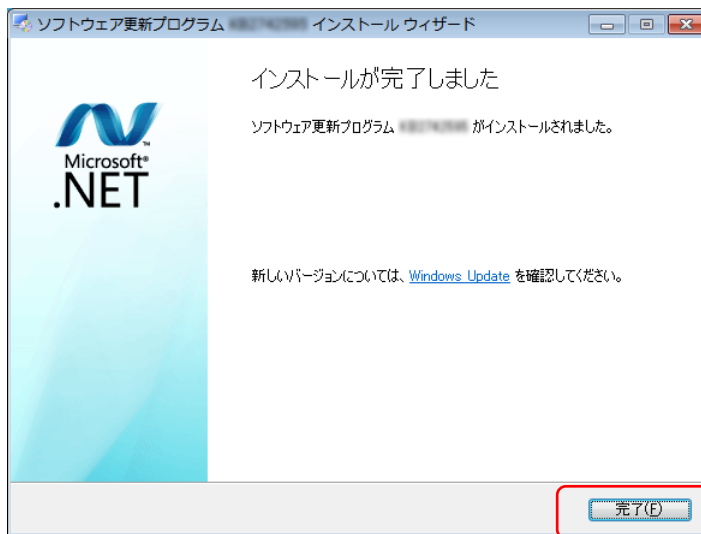 ソフトウェア更新プログラム インストール ウィザード
インストールが完了しました
ソフトウェア更新プログラム がインストールされました。
Microsoft®
.NET
新しいバージョンについては、Windows Update を確認してください。
完了(F)